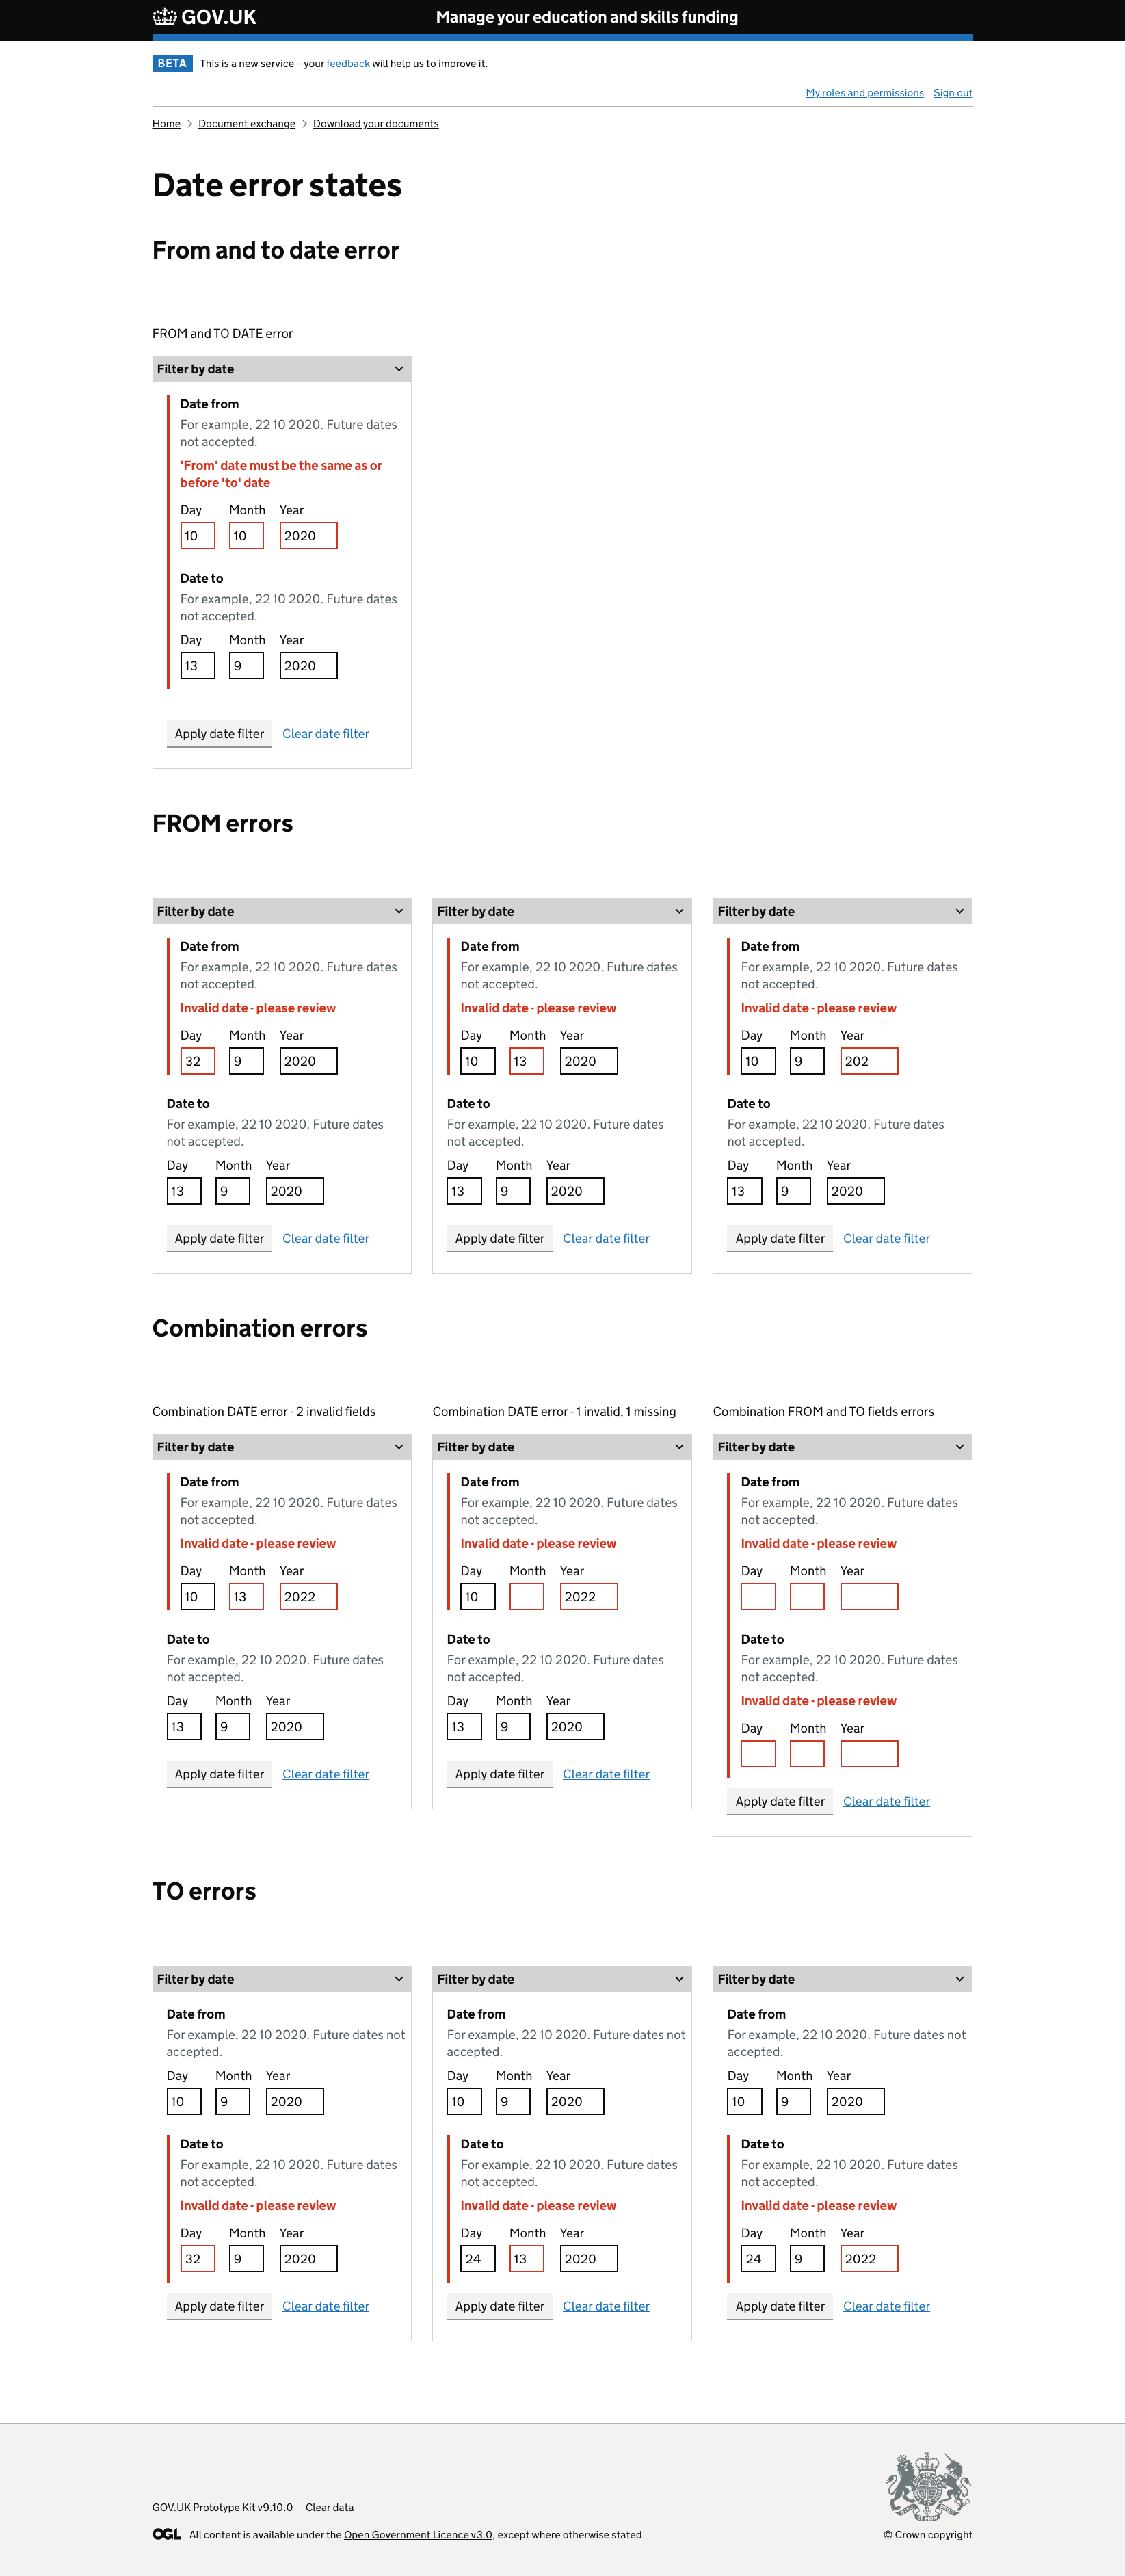 GOV.UK
Manage your education and skills funding
BETA This is a new service – your feedback will help us to improve it.
My roles and permissions Sign out
Home Document exchange Download your documents
Date error states
From and to date error
FROM and TO DATE error
Filter by date
Date from
For example, 22 10 2020. Future dates
not accepted.
'From' date must be the same as or
before 'to' date
Day Month Year
10 10 2020
Date to
For example, 22 10 2020. Future dates
not accepted.
Day Month Year
13 9 2020
Apply date filter Clear date filter
FROM errors
Filter by date
Date from
For example, 22 10 2020. Future dates
not accepted.
Invalid date - please review
Day Month Year
32 9 2020
Date to
For example, 22 10 2020. Future dates
not accepted.
Day Month Year
13 9 2020
Apply date filter Clear date filter
Filter by date
Date from
For example, 22 10 2020. Future dates
not accepted.
Invalid date - please review
Day Month Year
10 13 2020
Date to
For example, 22 10 2020. Future dates
not accepted.
Day Month Year
13 9 2020
Apply date filter Clear date filter
Filter by date
Date from
For example, 22 10 2020. Future dates
not accepted.
Invalid date - please review
Day Month Year
10 9 202
Date to
For example, 22 10 2020. Future dates
not accepted.
Day Month Year
13 9 2020
Apply date filter Clear date filter
Combination errors
Combination DATE error - 2 invalid fields
Filter by date
Date from
For example, 22 10 2020. Future dates
not accepted.
Invalid date - please review
Day Month Year
10 13 2022
Date to
For example, 22 10 2020. Future dates
not accepted.
Day Month Year
13 9 2020
Apply date filter Clear date filter
Combination DATE error - 1 invalid, 1 missing
Filter by date
Date from
For example, 22 10 2020. Future dates
not accepted.
Invalid date - please review
Day Month Year
10 2022
Date to
For example, 22 10 2020. Future dates
not accepted.
Day Month Year
13 9 2020
Apply date filter Clear date filter
Combination FROM and TO fields errors
Filter by date
Date from
For example, 22 10 2020. Future dates
not accepted.
Invalid date - please review
Day Month Year
Date to
For example, 22 10 2020. Future dates
not accepted.
Invalid date - please review
Day Month Year
Apply date filter Clear date filter
TO errors
Filter by date
Date from
For example, 22 10 2020. Future dates not
accepted.
Day Month Year
10 9 2020
Date to
For example, 22 10 2020. Future dates
not accepted.
Invalid date - please review
Day Month Year
32 9 2020
Apply date filter Clear date filter
Filter by date
Date from
For example, 22 10 2020. Future dates not
accepted.
Day Month Year
10 9 2020
Date to
For example, 22 10 2020. Future dates
not accepted.
Invalid date - please review
Day Month Year
24 13 2020
Apply date filter Clear date filter
Filter by date
Date from
For example, 22 10 2020. Future dates not
accepted.
Day Month Year
10 9 2020
Date to
For example, 22 10 2020. Future dates
not accepted.
Invalid date - please review
Day Month Year
24 9 2022
Apply date filter Clear date filter
GOV.UK Prototype Kit v9.10.0 Clear data
OGL All content is available under the Open Government Licence v3.0, except where otherwise stated
© Crown copyright